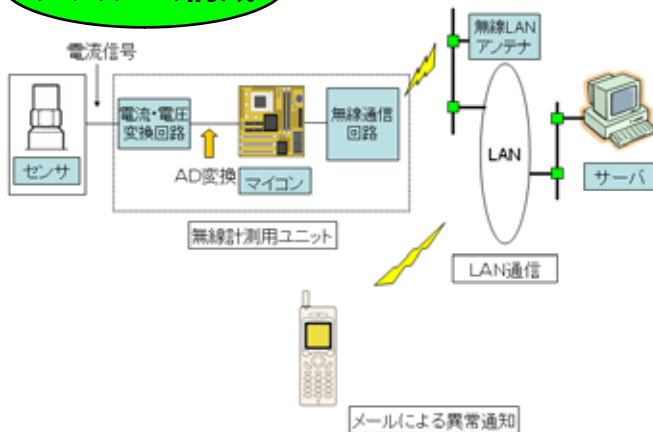 電流信号
無線LAN
アンテナ
電流・電圧
変換回路
無線通信
回路
センサ
AD変換
マイコン
LAN
サーバ
無線計測用ユニット
LAN通信
メールによる異常通知